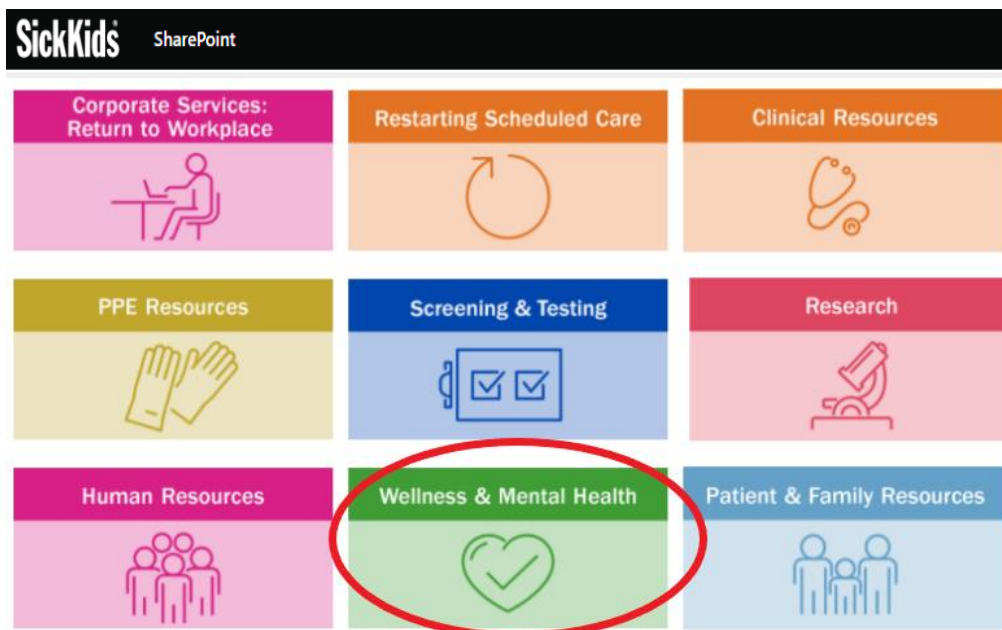 SickKids SharePoint
Corporate Services:
Return to Workplace
Restarting Scheduled Care
Clinical Resources
PPE Resources
Screening & Testing
Research
Human Resources
Wellness & Mental Health
Patient & Family Resources